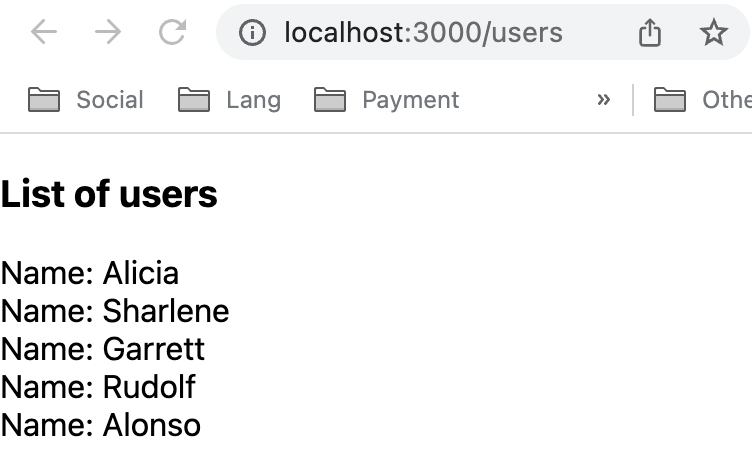 localhost:3000/users
Social Lang Payment » Othe
List of users
Name: Alicia
Name: Sharlene
Name: Garrett
Name: Rudolf
Name: Alonso